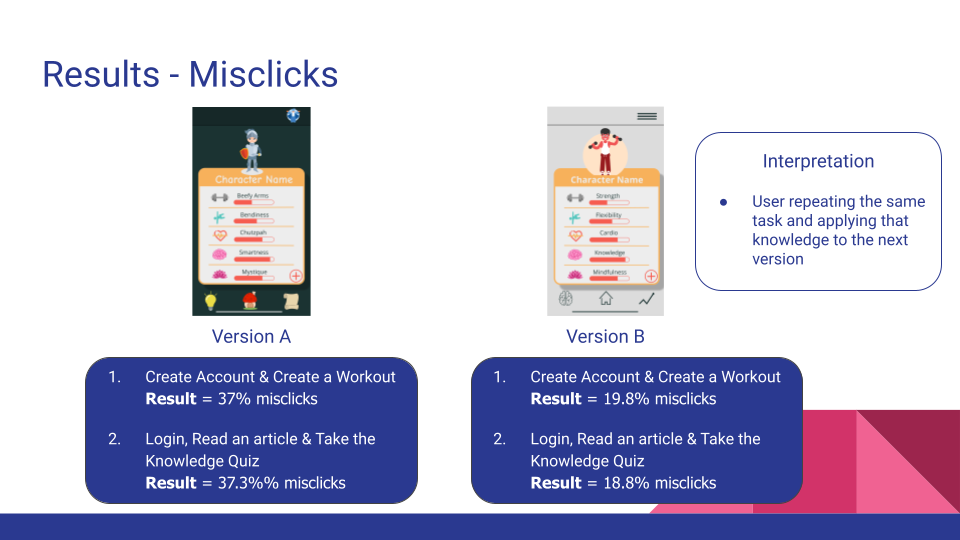 Results - Misclicks
Character Name
Beefy Arms
Bendiness
Chutzpah
Smartness
Mystique
Version A
1. Create Account & Create a Workout
Result = 37% misclicks
2. Login, Read an article & Take the
Knowledge Quiz
Result = 37.3%% misclicks
Character Name
Strength
Flexibility
Cardio
Knowledge
Mindfulness
Version B
1. Create Account & Create a Workout
Result = 19.8% misclicks
2. Login, Read an article & Take the
Knowledge Quiz
Result = 18.8% misclicks
Interpretation
● User repeating the same
task and applying that
knowledge to the next
version